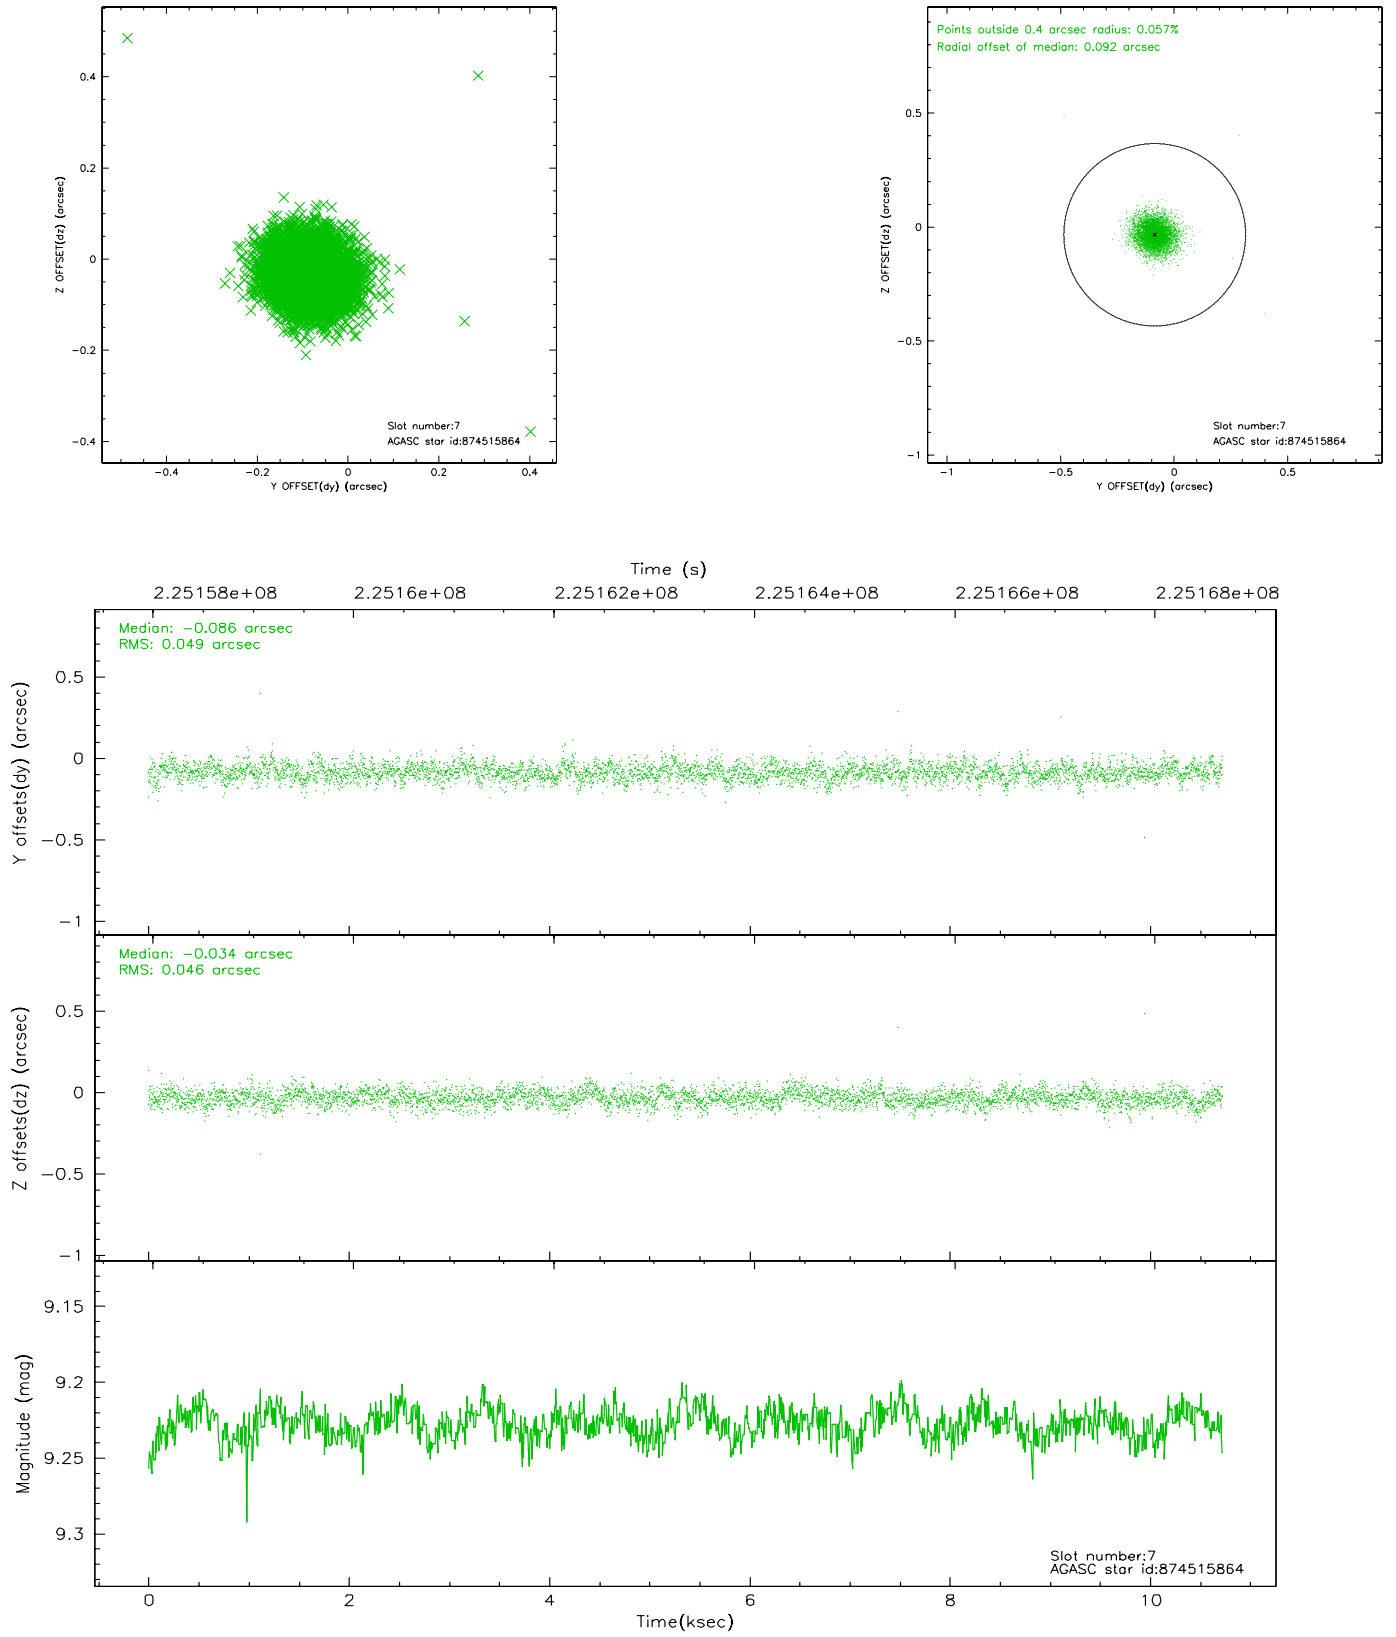 0.4
0.2
0
−0.2
−0.4
Z OFFSET(dz) (arcsec)
Slot number:7
AGASC star id:874515864
−0.4 −0.2 0 0.2 0.4
Y OFFSET(dy) (arcsec)
Points outside 0.4 arcsec radius: 0.057%
Radial offset of median: 0.092 arcsec
0.5
0
−0.5
−1
Z OFFSET(dz) (arcsec)
Slot number:7
AGASC star id:874515864
−1 −0.5 0 0.5
Y OFFSET(dy) (arcsec)
Time (s)
2.25158e+08 2.2516e+08 2.25162e+08 2.25164e+08 2.25166e+08 2.25168e+08
Median: −0.086 arcsec
RMS: 0.049 arcsec
0.5
0
−0.5
−1
Y offsets(dy) (arcsec)
Median: −0.034 arcsec
RMS: 0.046 arcsec
0.5
0
−0.5
−1
Z offsets(dz) (arcsec)
9.15
9.2
9.25
9.3
Magnitude (mag)
Slot number:7
AGASC star id:874515864
0 2 4 6 8 10
Time(ksec)